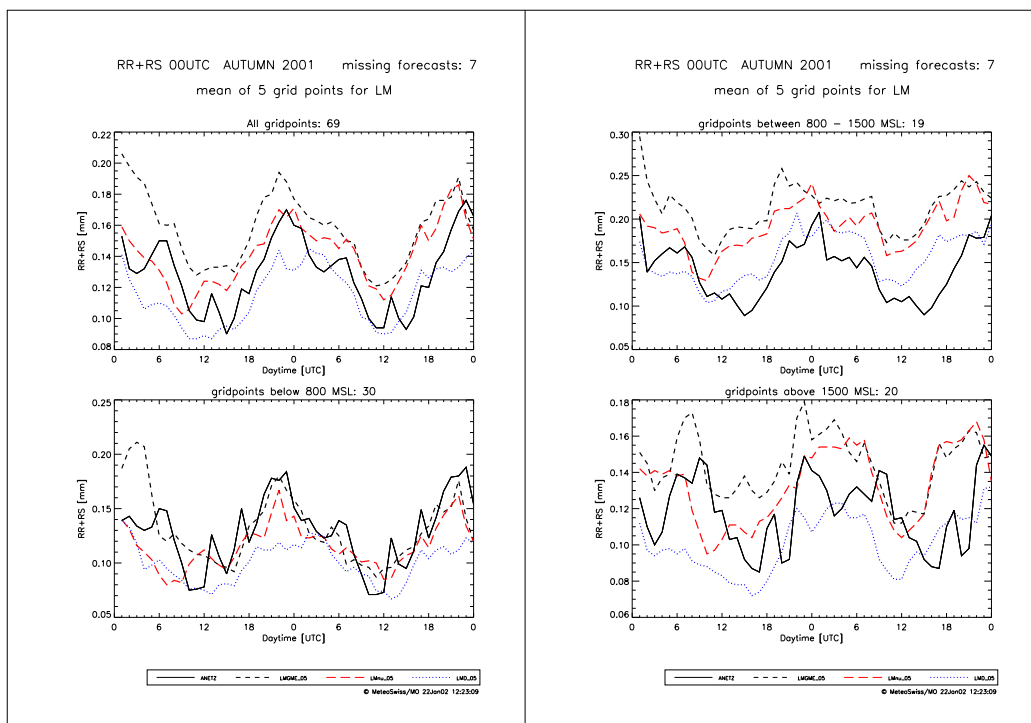 RR+RS 00UTC AUTUMN 2001 missing forecasts: 7
mean of 5 grid points for LM
All gridpoints: 69
0.22
0.20
0.18
0.16
0.14
0.12
0.10
0.08
RR+RS [mm]
0 6 12 18 0 6 12 18 0
Daytime [UTC]
gridpoints below 800 MSL: 30
0.25
0.20
0.15
0.10
0.05
RR+RS [mm]
0 6 12 18 0 6 12 18 0
Daytime [UTC]
ANETZ LMGME_05 LMnu_05 LMD_05
© MeteoSwiss/MO 22Jan02 12:23:09
RR+RS 00UTC AUTUMN 2001 missing forecasts: 7
mean of 5 grid points for LM
gridpoints between 800 - 1500 MSL: 19
0.30
0.25
0.20
0.15
0.10
0.05
RR+RS [mm]
0 6 12 18 0 6 12 18 0
Daytime [UTC]
gridpoints above 1500 MSL: 20
0.18
0.16
0.14
0.12
0.10
0.08
0.06
RR+RS [mm]
0 6 12 18 0 6 12 18 0
Daytime [UTC]
ANETZ LMGME_05 LMnu_05 LMD_05
© MeteoSwiss/MO 22Jan02 12:23:09